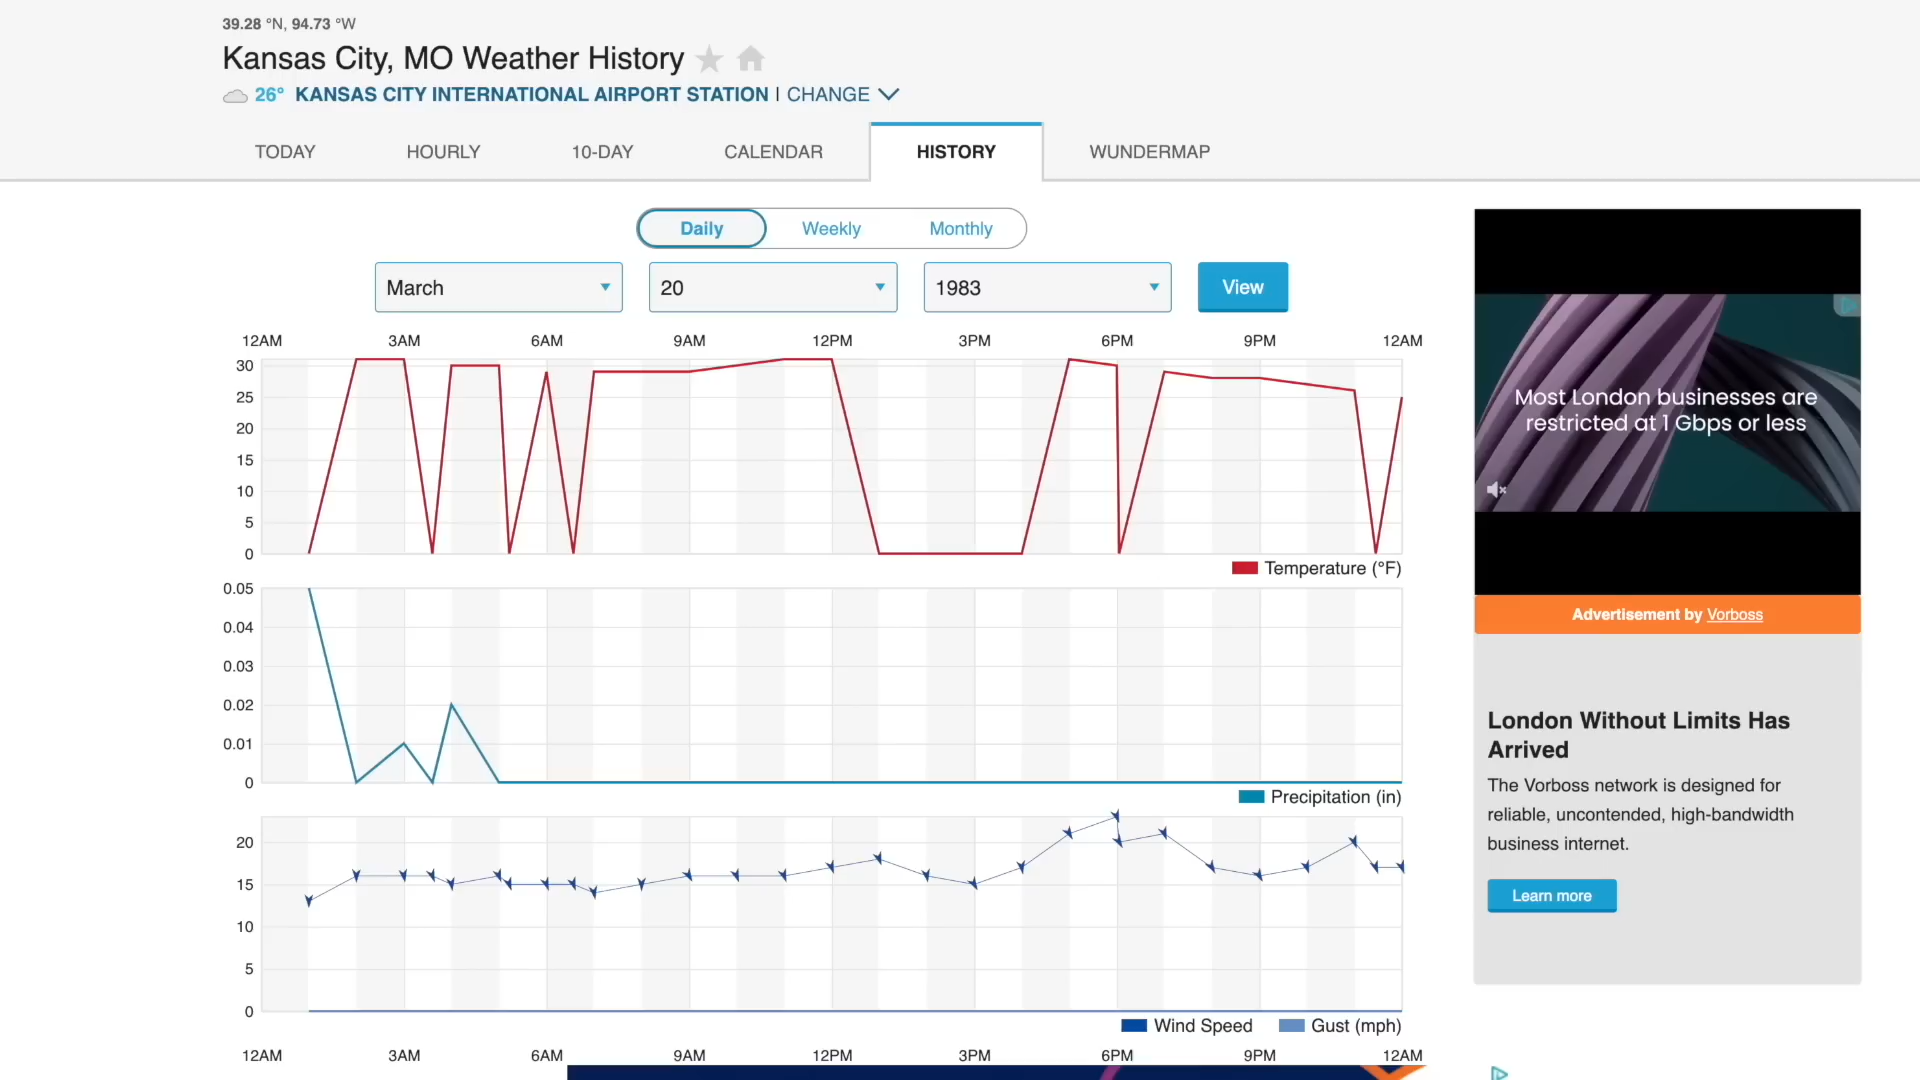 39.28 °N, 94.73 °W
Kansas City, MO Weather History
26° KANSAS CITY INTERNATIONAL AIRPORT STATION | CHANGE
TODAY HOURLY 10-DAY CALENDAR HISTORY WUNDERMAP
Daily Weekly Monthly
March 20 1983 View
12AM 3AM 6AM 9AM 12PM 3PM 6PM 9PM 12AM
30
25
20
15
10
5
0
Temperature (°F)
0.05
0.04
0.03
0.02
0.01
0
Precipitation (in)
20
15
10
5
0
Wind Speed Gust (mph)
12AM 3AM 6AM 9AM 12PM 3PM 6PM 9PM 12AM
Most London businesses are
restricted at 1 Gbps or less
Advertisement by Vorboss
London Without Limits Has
Arrived
The Vorboss network is designed for
reliable, uncontended, high-bandwidth
business internet.
Learn more